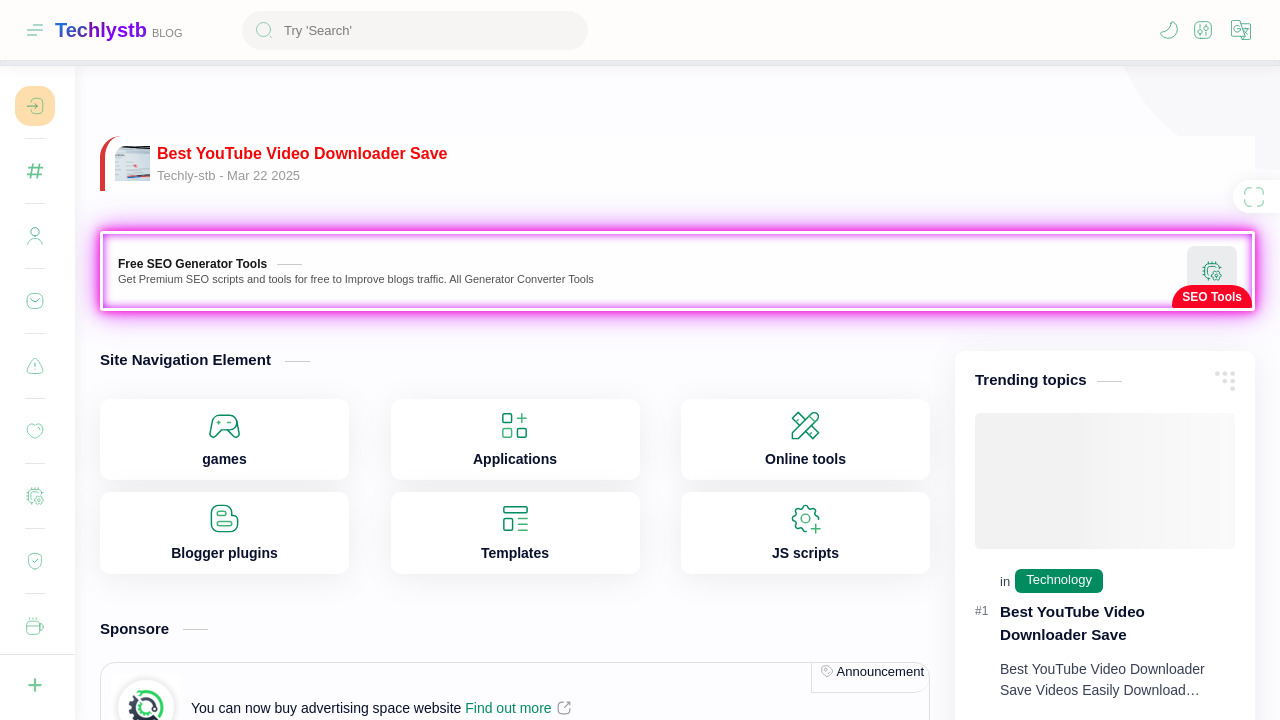 Techlystb BLOG
Try 'Search'
Best YouTube Video Downloader Save
Techly-stb - Mar 22 2025
Free SEO Generator Tools
Get Premium SEO scripts and tools for free to Improve blogs traffic. All Generator Converter Tools
SEO Tools
Site Navigation Element
games
Applications
Online tools
Blogger plugins
Templates
JS scripts
Sponsore
Announcement
You can now buy advertising space website Find out more
Trending topics
in Technology
#1
Best YouTube Video
Downloader Save
Best YouTube Video Downloader
Save Videos Easily Download…